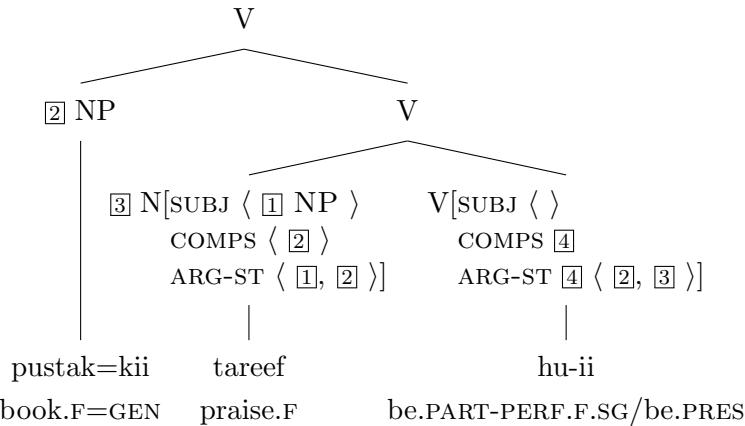 V
2 NP V
3 N[SUBJ ⟨ 1 NP ⟩ V[SUBJ ⟨ ⟩
COMPS ⟨ 2 ⟩ COMPS 4
ARG-ST ⟨ 1, 2 ⟩] ARG-ST 4 ⟨ 2, 3 ⟩]
pustak=kii tareef hu-ii
book.F=GEN praise.F be.PART-PERF.F.SG/be.PRES